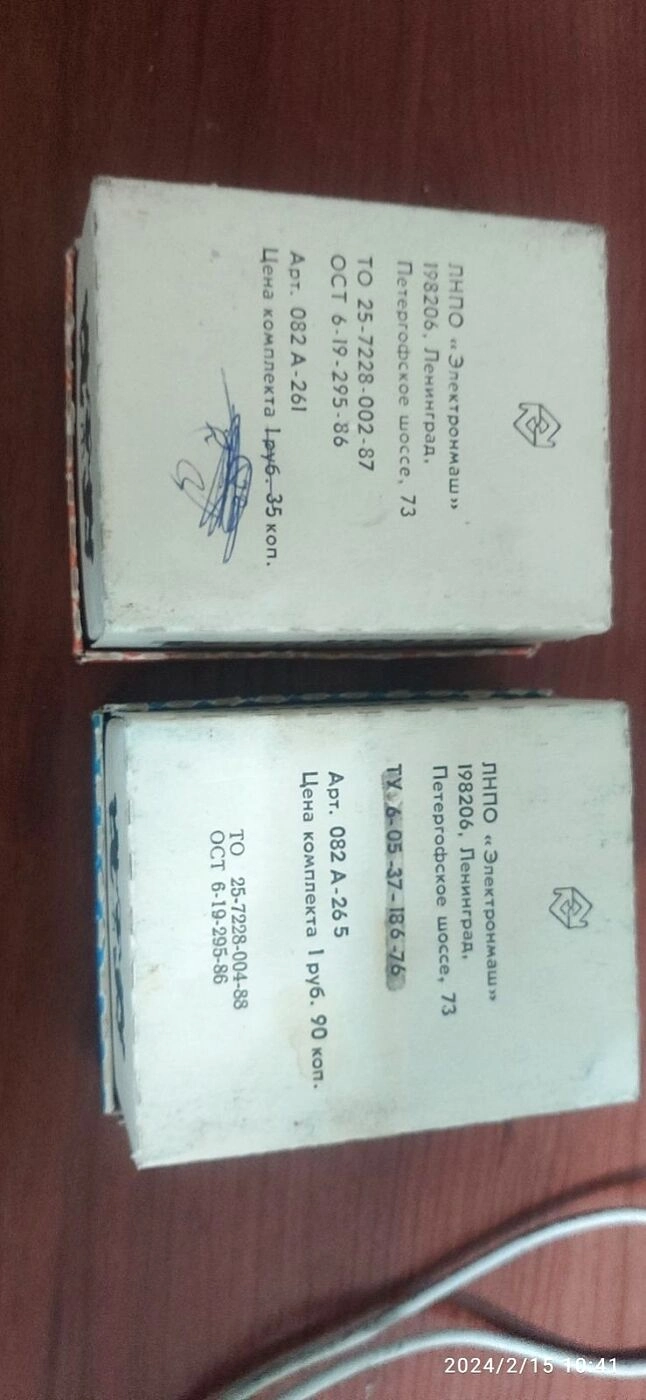 ЛНПО «Электронмаш»
198206, Ленинград,
Петергофское шоссе, 73
ТО 25-7228-002-87
ОСТ 6-19-295-86
Арт. 082 А-261
Цена комплекта 1 руб. 35 коп.
ЛНПО «Электронмаш»
198206, Ленинград,
Петергофское шоссе, 73
ТУ 6-05-37-186-76
Арт. 082 А-265
Цена комплекта 1 руб. 90 коп.
ТО 25-7228-004-88
ОСТ 6-19-295-86
2024/2/15 10:41